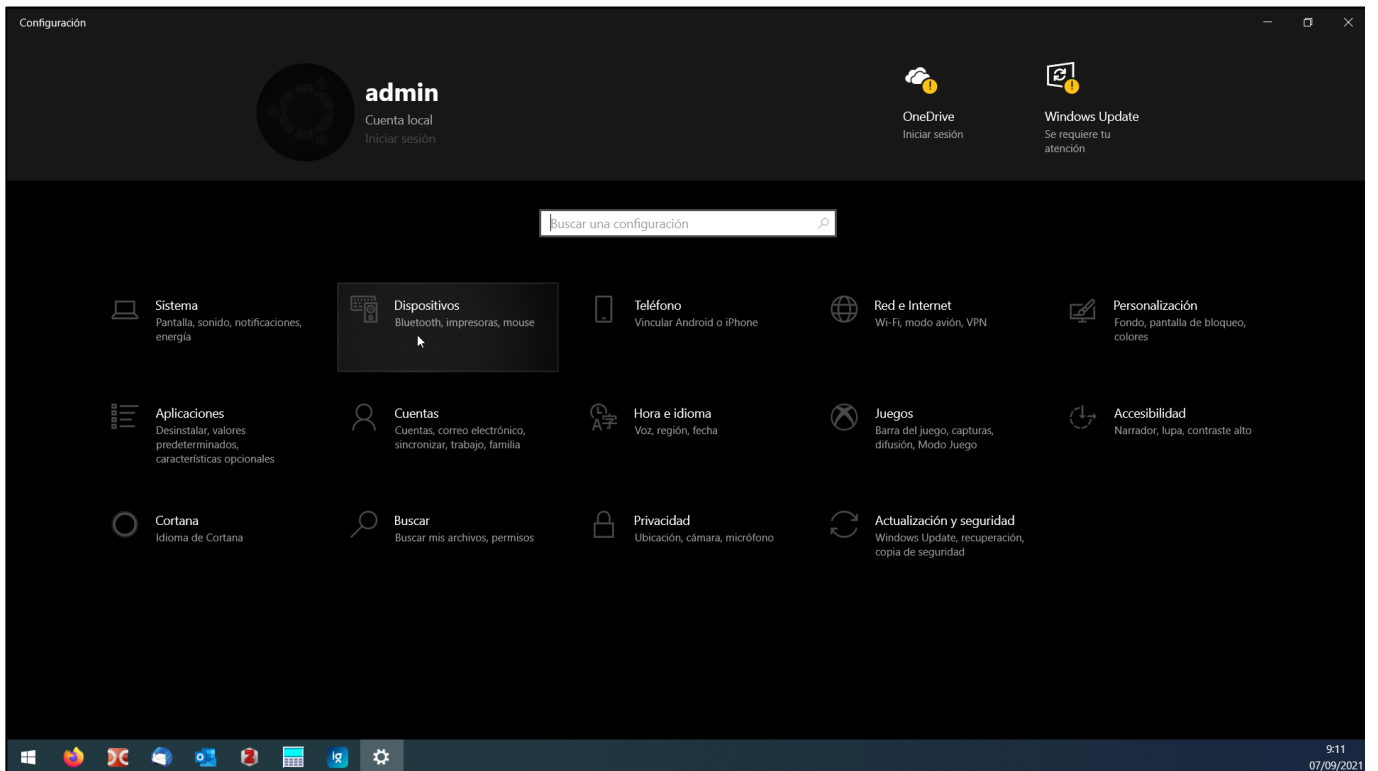 Configuración
admin
Cuenta local
Iniciar sesión
OneDrive
Iniciar sesión
Windows Update
Se requiere tu
atención
Buscar una configuración
Sistema
Pantalla, sonido, notificaciones,
energía
Dispositivos
Bluetooth, impresoras, mouse
Teléfono
Vincular Android o iPhone
Red e Internet
Wi-Fi, modo avión, VPN
Personalización
Fondo, pantalla de bloqueo,
colores
Aplicaciones
Desinstalar, valores
predeterminados,
características opcionales
Cuentas
Cuentas, correo electrónico,
sincronizar, trabajo, familia
Hora e idioma
Voz, región, fecha
Juegos
Barra del juego, capturas,
difusión, Modo Juego
Accesibilidad
Narrador, lupa, contraste alto
Cortana
Idioma de Cortana
Buscar
Buscar mis archivos, permisos
Privacidad
Ubicación, cámara, micrófono
Actualización y seguridad
Windows Update, recuperación,
copia de seguridad
9:11
07/09/2021